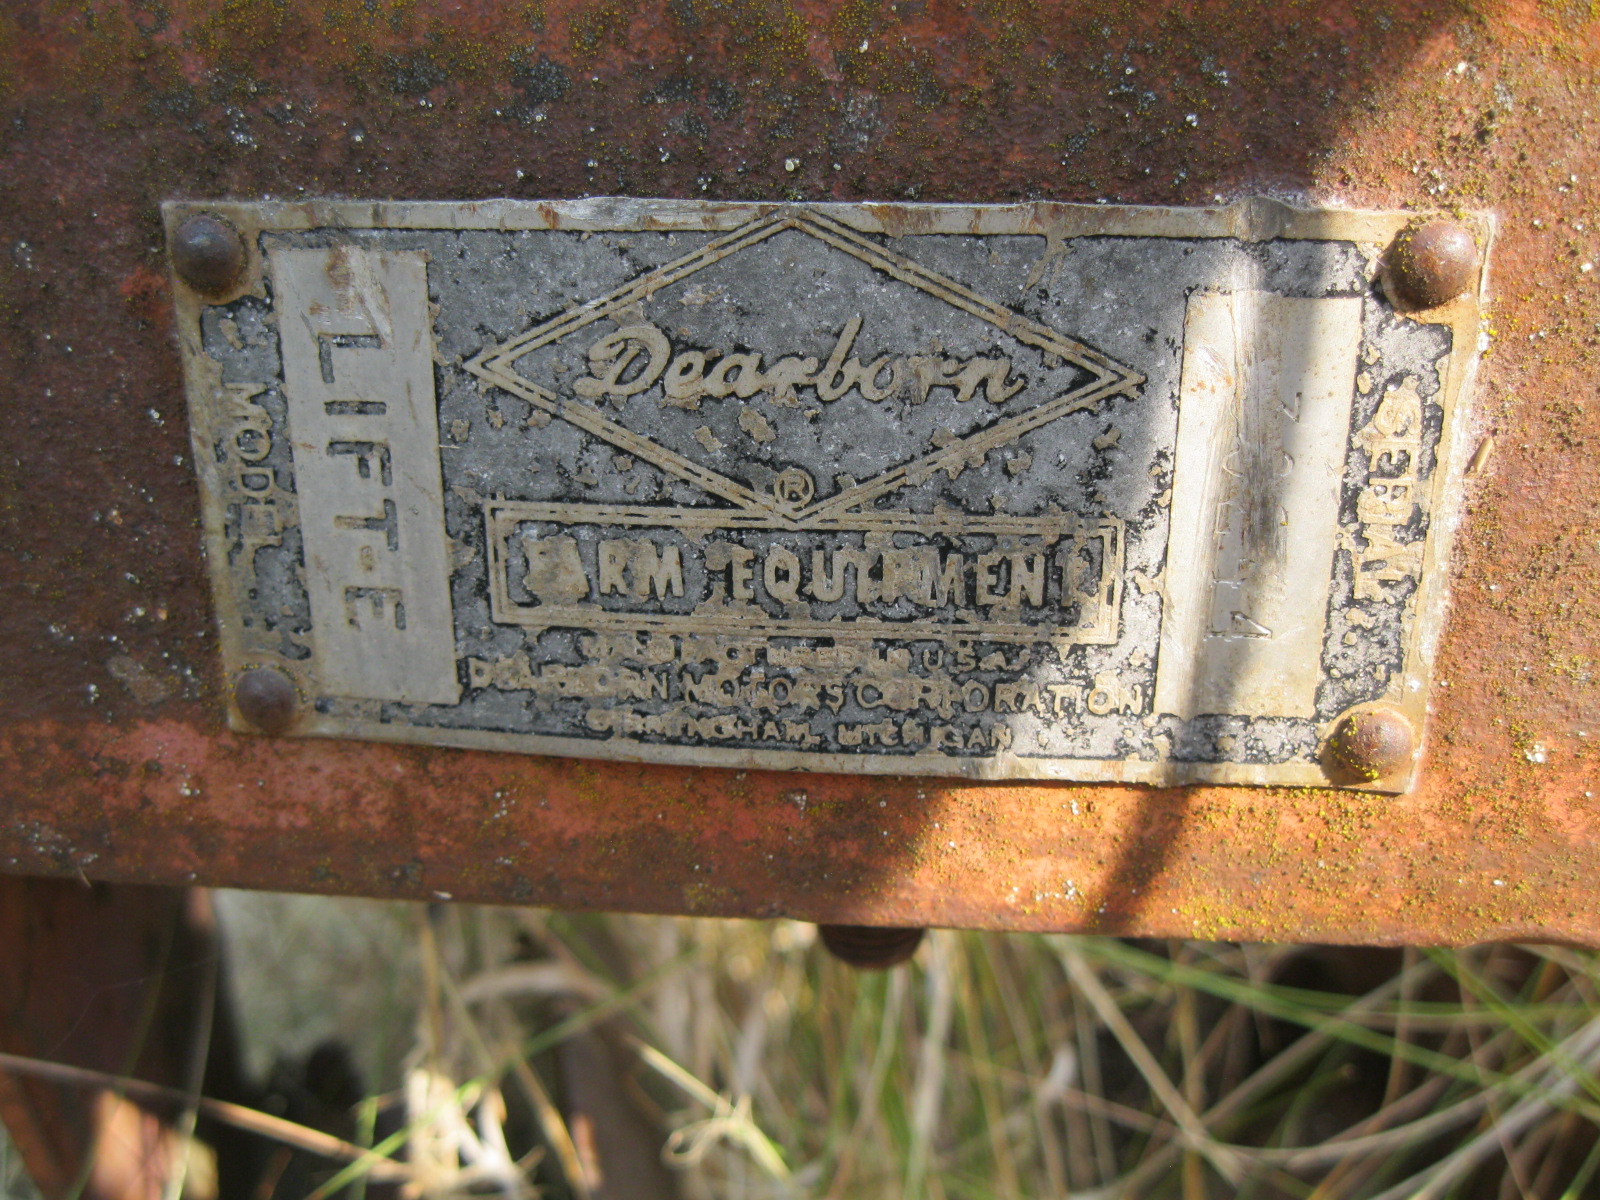 MODEL
LIFT-E
Dearborn
®
FARM EQUIPMENT
MANUFACTURED IN U.S.A.
DEARBORN MOTORS CORPORATION
BIRMINGHAM, MICHIGAN
SERIAL